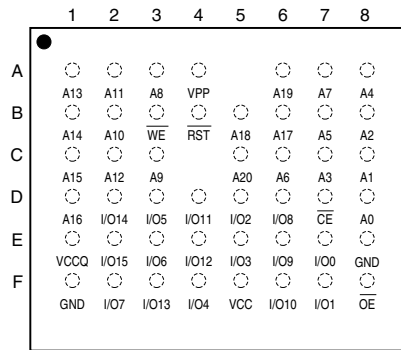 1 2 3 4 5 6 7 8
A
A13 A11 A8 VPP A19 A7 A4
B
A14 A10 WE RST A18 A17 A5 A2
C
A15 A12 A9 A20 A6 A3 A1
D
A16 I/O14 I/O5 I/O11 I/O2 I/O8 CE A0
E
VCCQ I/O15 I/O6 I/O12 I/O3 I/O9 I/O0 GND
F
GND I/O7 I/O13 I/O4 VCC I/O10 I/O1 OE